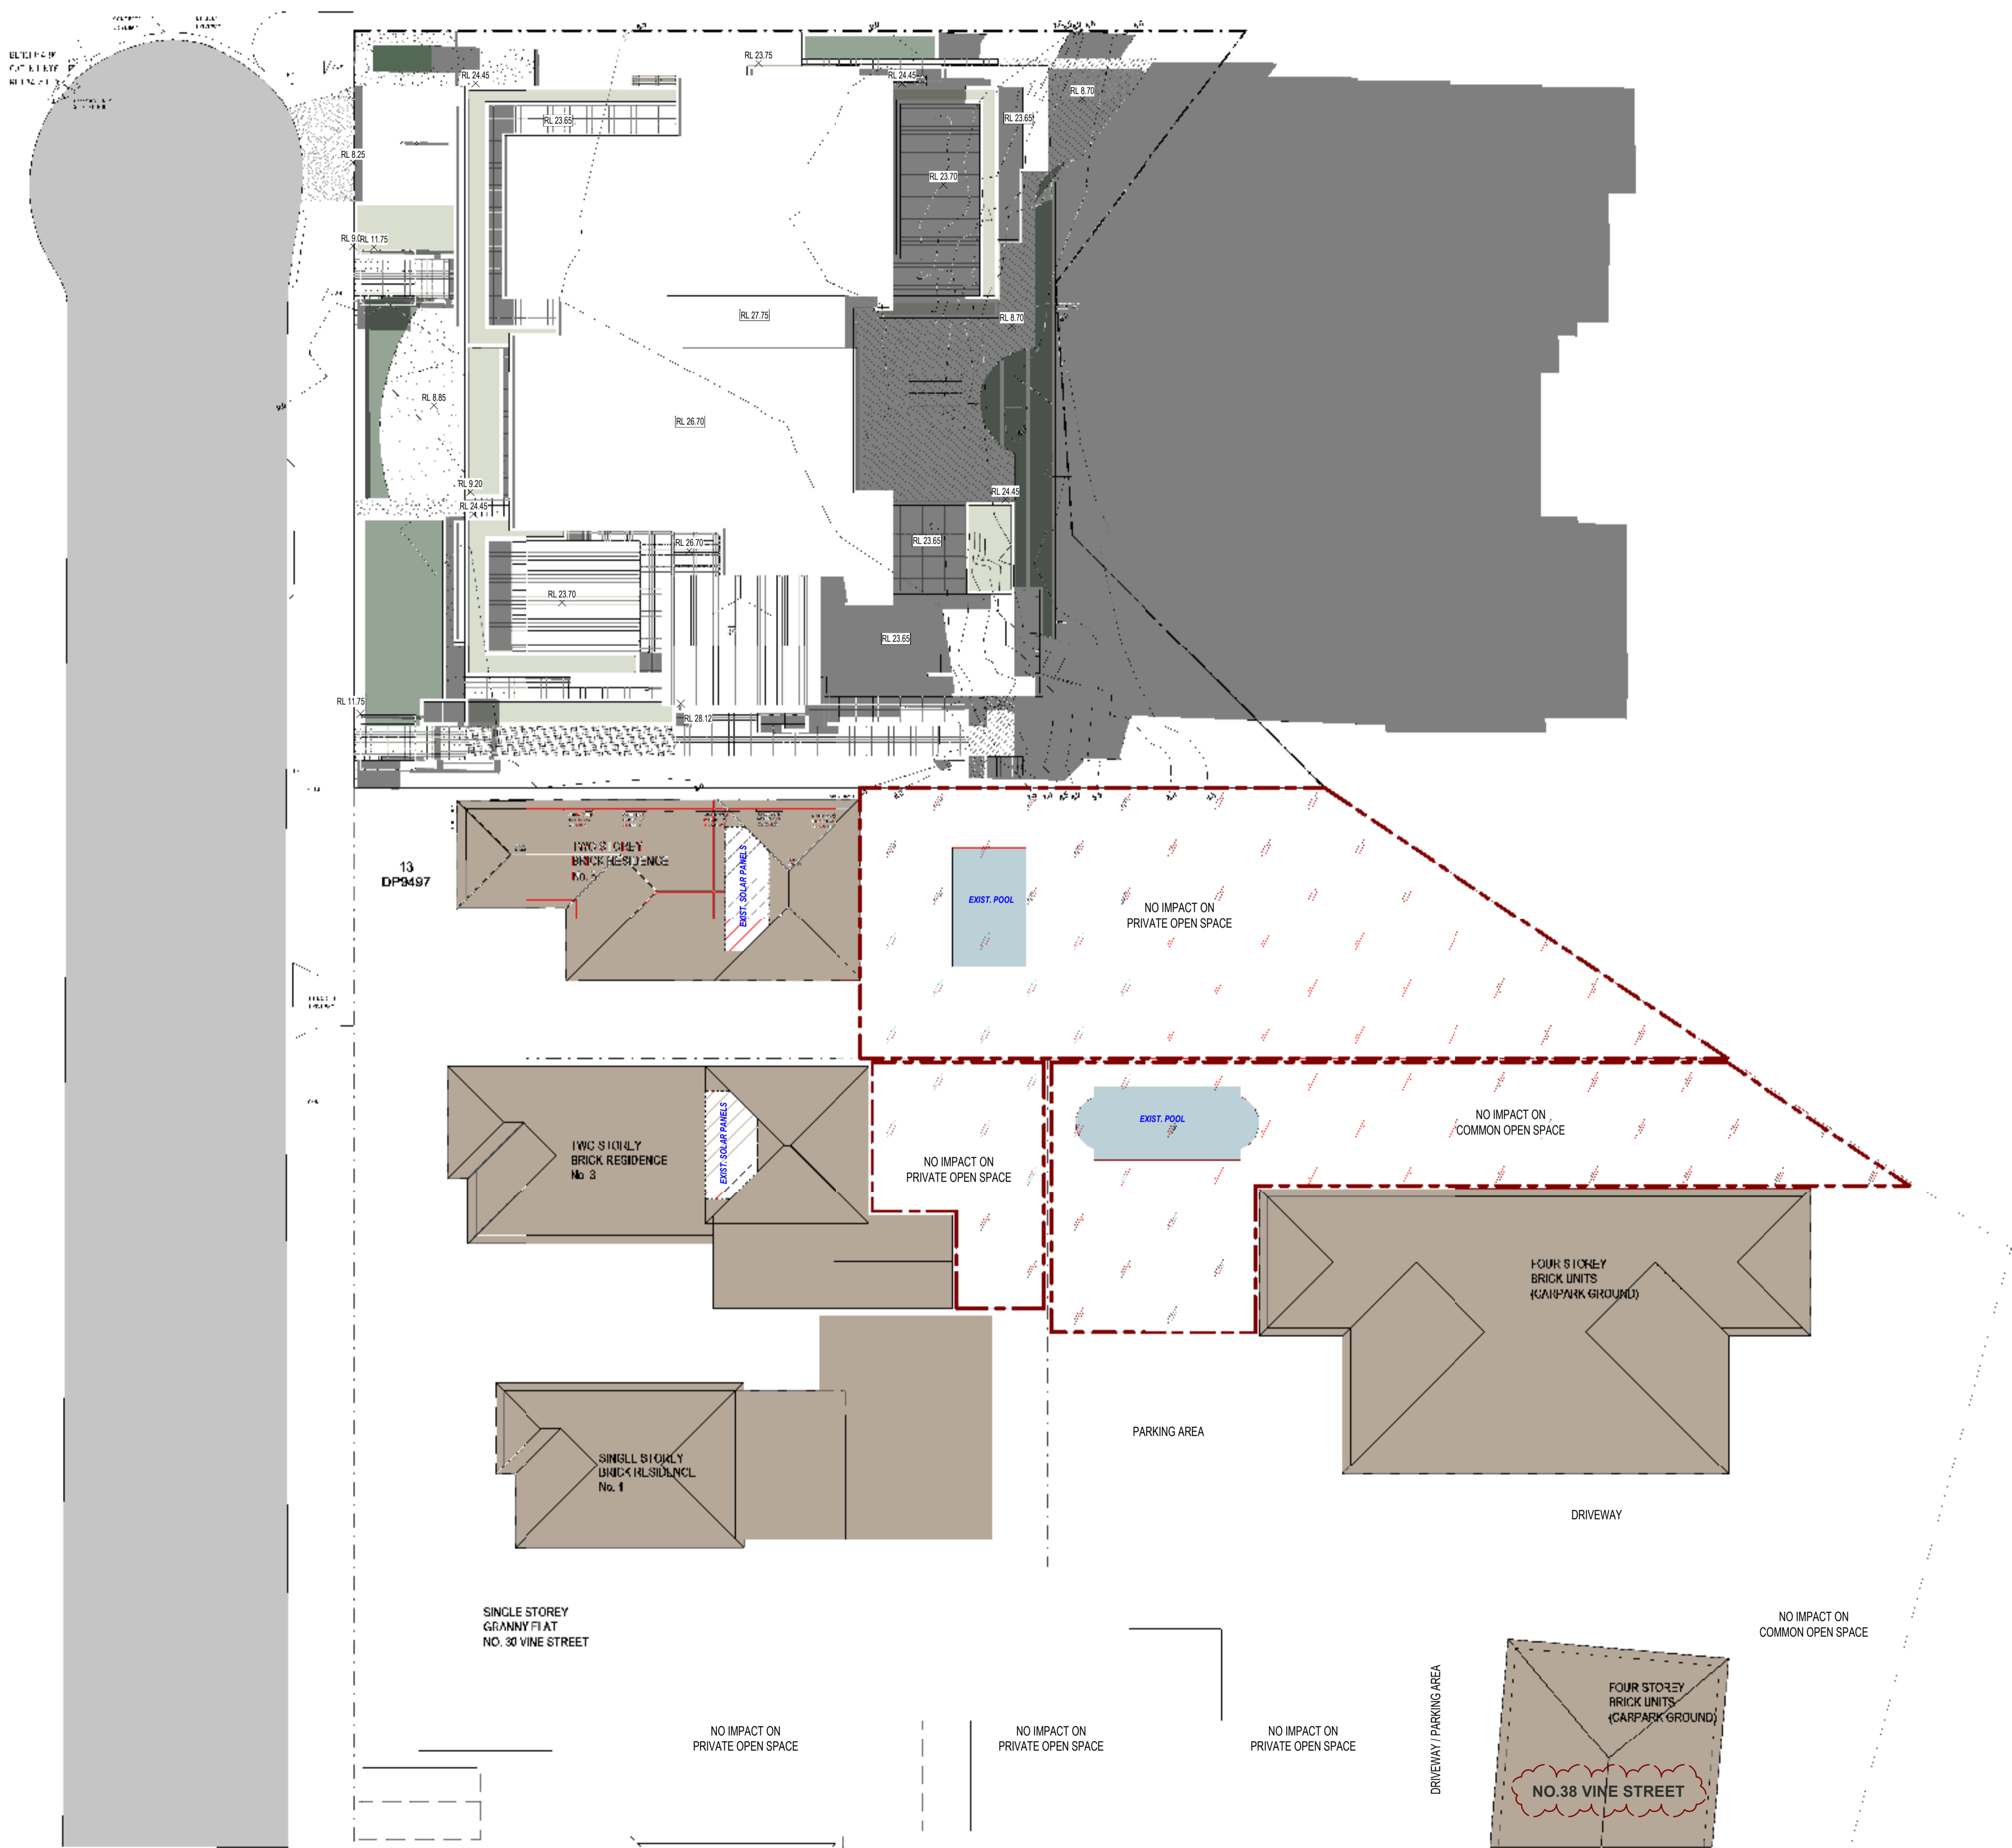 RL 23.75
RL 24.45
RL 24.45
RL 8.70
RL 23.65
RL 23.65
RL 8.25
RL 23.70
RL 11.75
RL 27.75
RL 8.70
RL 8.85
RL 26.70
RL 9.20
RL 24.45
RL 24.45
RL 26.70
RL 23.65
RL 23.70
RL 23.65
RL 11.75
RL 28.12
TWO STOREY
BRICK RESIDENCE
13
DP9497
EXIST. SOLAR PANELS
EXIST. POOL
NO IMPACT ON
PRIVATE OPEN SPACE
TWO STOREY
BRICK RESIDENCE
No. 3
EXIST. SOLAR PANELS
NO IMPACT ON
PRIVATE OPEN SPACE
EXIST. POOL
NO IMPACT ON
COMMON OPEN SPACE
FOUR STOREY
BRICK UNITS
(CARPARK GROUND)
PARKING AREA
SINGLE STOREY
BRICK RESIDENCE
No. 1
DRIVEWAY
SINGLE STOREY
GRANNY FLAT
NO. 30 VINE STREET
NO IMPACT ON
COMMON OPEN SPACE
NO IMPACT ON
PRIVATE OPEN SPACE
NO IMPACT ON
PRIVATE OPEN SPACE
NO IMPACT ON
PRIVATE OPEN SPACE
DRIVEWAY / PARKING AREA
FOUR STOREY
BRICK UNITS
(CARPARK GROUND)
NO.38 VINE STREET